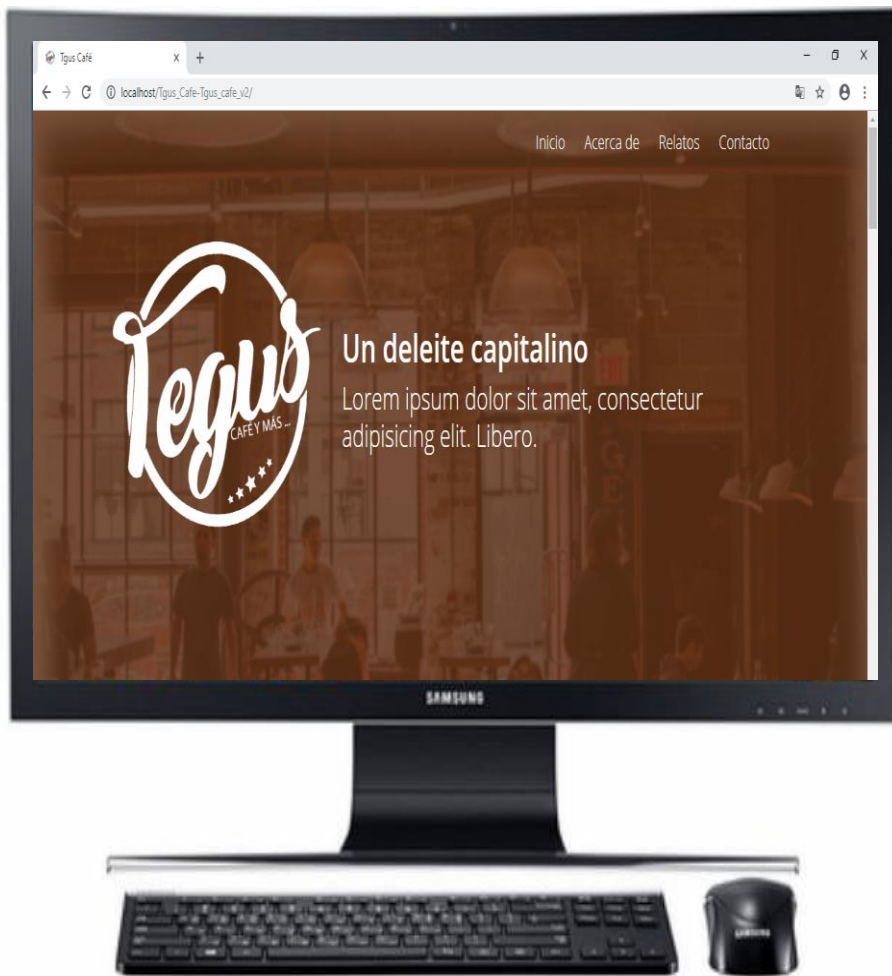 Tgus Café
localhost/Tgus_Cafe-Tgus_cafe_v2/
Inicio Acerca de Relatos Contacto
Tegus
CAFÉ Y MÁS ...
Un deleite capitalino
Lorem ipsum dolor sit amet, consectetur
adipisicing elit. Libero.
SAMSUNG
SAMSUNG